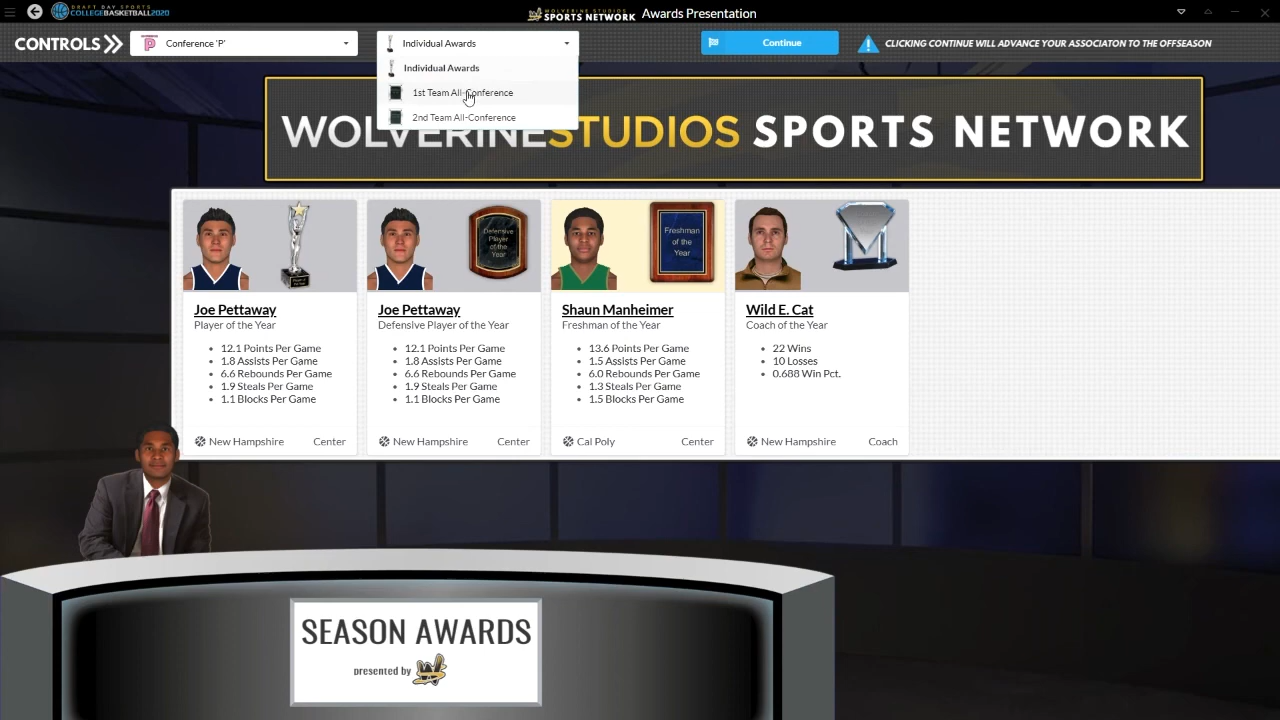 DRAFT DAY SPORTS
COLLEGEBASKETBALL2020
WOLVERINE STUDIOS
SPORTS NETWORK
Awards Presentation
CONTROLS
Conference 'P'
Individual Awards
Continue
CLICKING CONTINUE WILL ADVANCE YOUR ASSOCIATON TO THE OFFSEASON
Individual Awards
1st Team All-Conference
2nd Team All-Conference
WOLVERINESTUDIOS SPORTS NETWORK
Player of the Year
Joe Pettaway
Player of the Year
• 12.1 Points Per Game
• 1.8 Assists Per Game
• 6.6 Rebounds Per Game
• 1.9 Steals Per Game
• 1.1 Blocks Per Game
New Hampshire Center
Defensive
Player
of the
Year
Joe Pettaway
Defensive Player of the Year
• 12.1 Points Per Game
• 1.8 Assists Per Game
• 6.6 Rebounds Per Game
• 1.9 Steals Per Game
• 1.1 Blocks Per Game
New Hampshire Center
Freshman
of the
Year
Shaun Manheimer
Freshman of the Year
• 13.6 Points Per Game
• 1.5 Assists Per Game
• 6.0 Rebounds Per Game
• 1.3 Steals Per Game
• 1.5 Blocks Per Game
Cal Poly Center
Wild E. Cat
Coach of the Year
• 22 Wins
• 10 Losses
• 0.688 Win Pct.
New Hampshire Coach
SEASON AWARDS
presented by